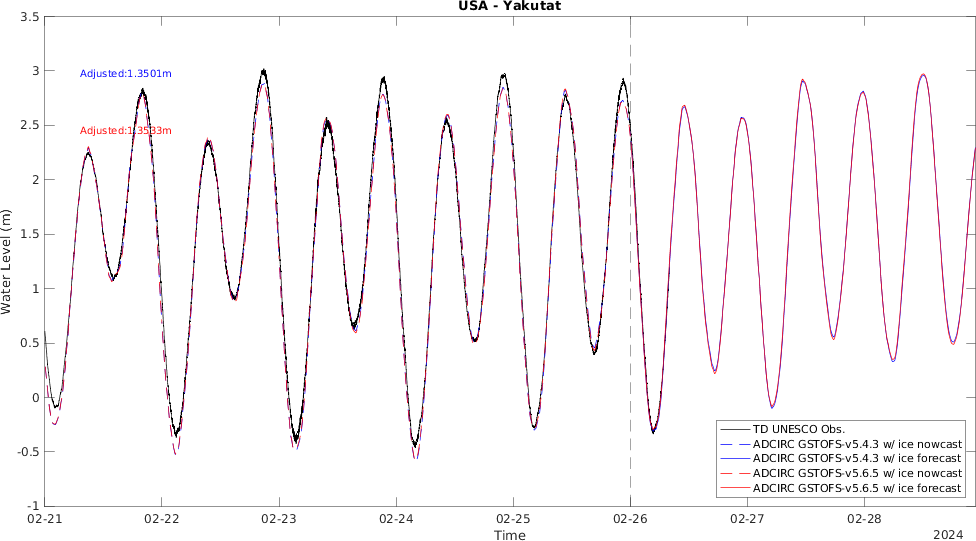 USA - Yakutat
3.5
3
2.5
2
1.5
1
0.5
0
-0.5
-1
Water Level (m)
Adjusted:1.3501m
Adjusted:1.3533m
TD UNESCO Obs.
ADCIRC GSTOFS-v5.4.3 w/ ice nowcast
ADCIRC GSTOFS-v5.4.3 w/ ice forecast
ADCIRC GSTOFS-v5.6.5 w/ ice nowcast
ADCIRC GSTOFS-v5.6.5 w/ ice forecast
02-21 02-22 02-23 02-24 02-25 02-26 02-27 02-28
Time
2024